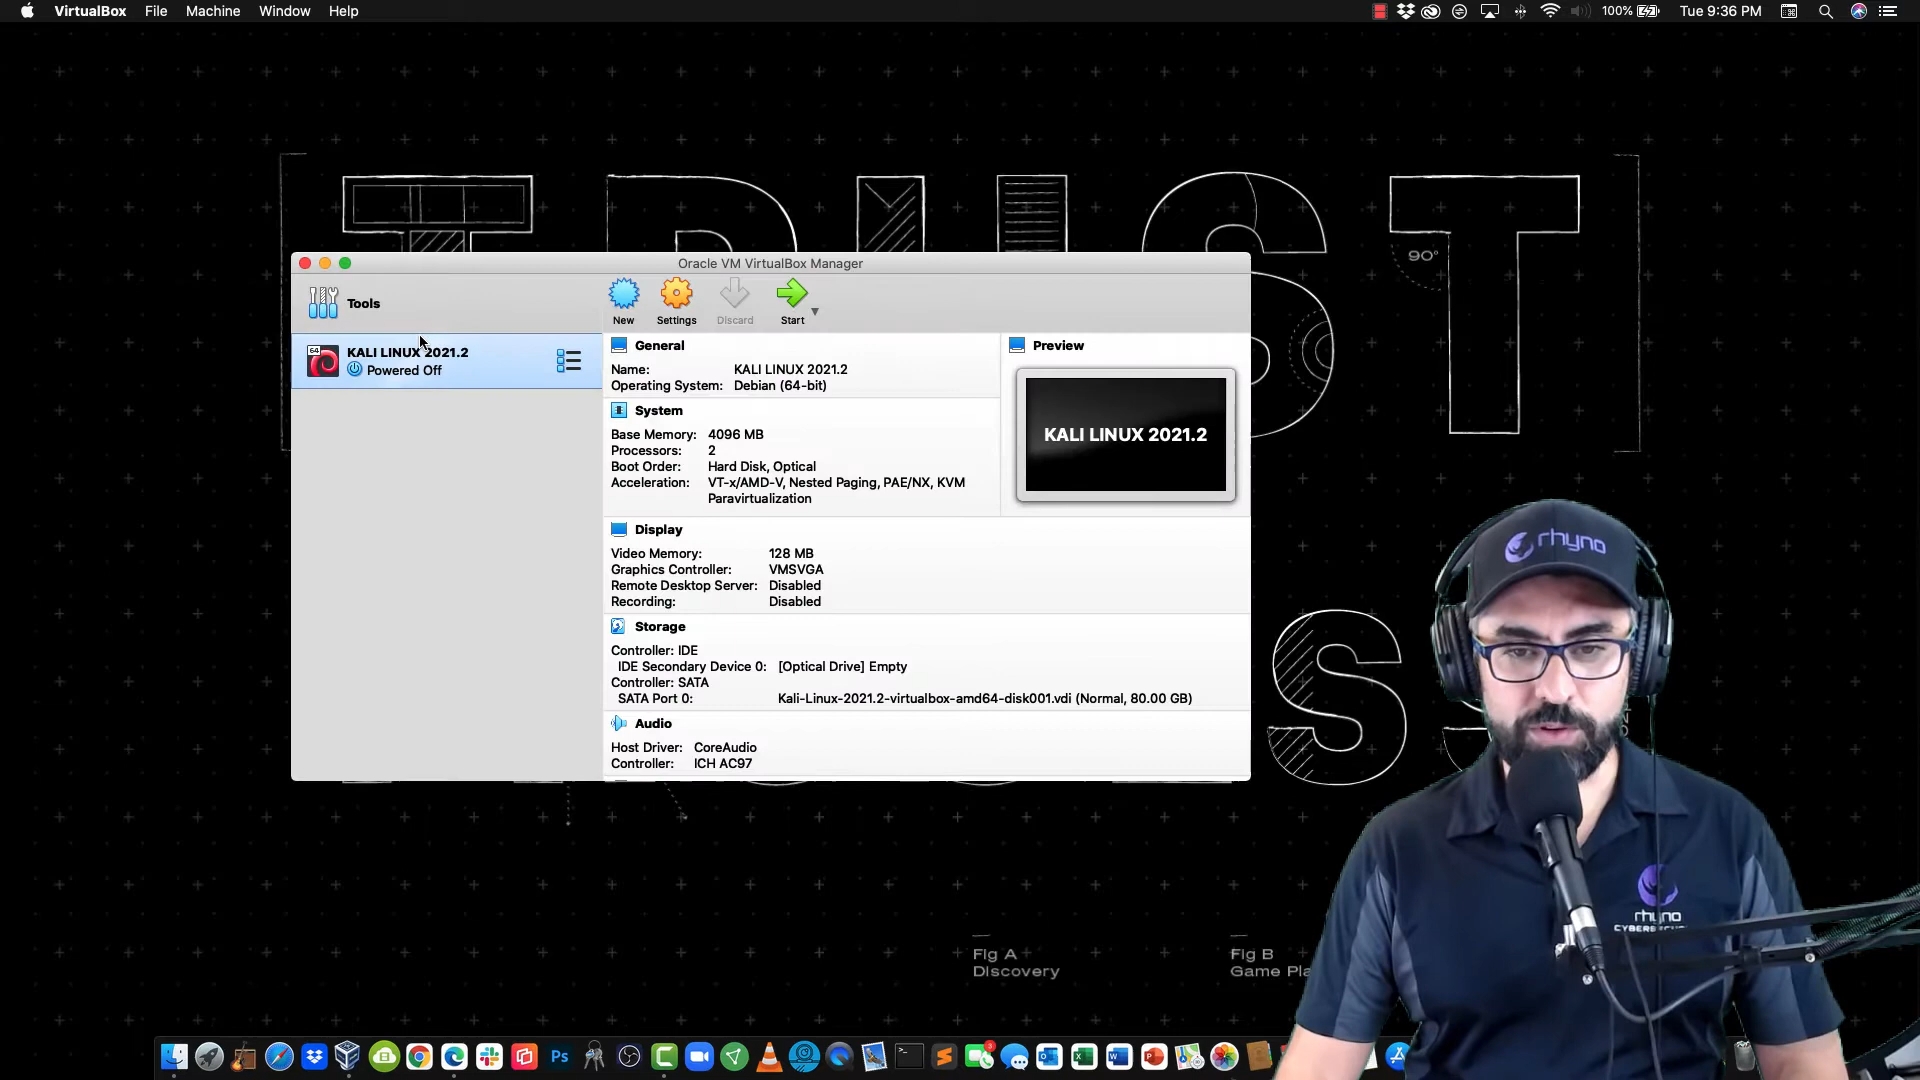 VirtualBox File Machine Window Help
100% Tue 9:36 PM
TRUST
90°
Oracle VM VirtualBox Manager
Tools
New Settings Discard Start
64
KALI LINUX 2021.2
Powered Off
General
Name: KALI LINUX 2021.2
Operating System: Debian (64-bit)
Preview
KALI LINUX 2021.2
System
Base Memory: 4096 MB
Processors: 2
Boot Order: Hard Disk, Optical
Acceleration: VT-x/AMD-V, Nested Paging, PAE/NX, KVM
Paravirtualization
Display
Video Memory: 128 MB
Graphics Controller: VMSVGA
Remote Desktop Server: Disabled
Recording: Disabled
Storage
Controller: IDE
IDE Secondary Device 0: [Optical Drive] Empty
Controller: SATA
SATA Port 0: Kali-Linux-2021.2-virtualbox-amd64-disk001.vdi (Normal, 80.00 GB)
Audio
Host Driver: CoreAudio
Controller: ICH AC97
rhyno
rhyno
Fig A
Discovery
Fig B
Game Pla
Ps
3